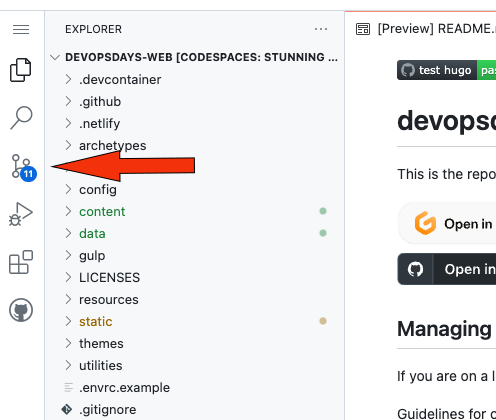 EXPLORER
DEVOPSDAYS-WEB [CODESPACES: STUNNING ...
.devcontainer
.github
.netlify
archetypes
11
config
content
data
gulp
LICENSES
resources
static
themes
utilities
.envrc.example
.gitignore
[Preview] README.
test hugo
pas
devopsd
This is the repo
Open in
Open in
Managing
If you are on a l
Guidelines for c